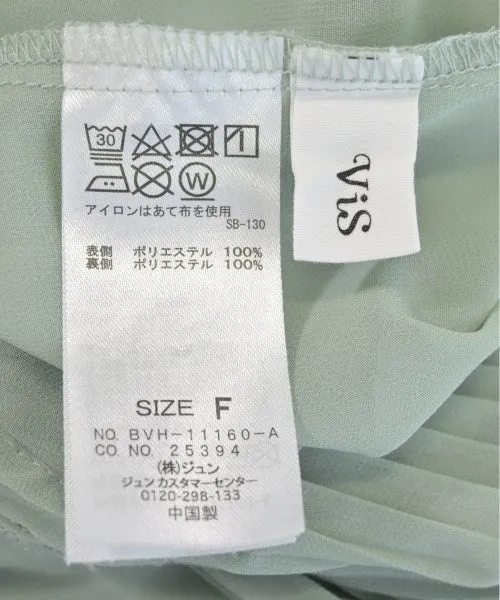 30
W
アイロンはあて布を使用
SB-130
表側 ポリエステル 100%
裏側 ポリエステル 100%
SIZE F
NO. BVH-11160-A
CO. NO. 25394
(株)ジュン
ジュンカスタマーセンター
0120-298-133
中国製
ViS